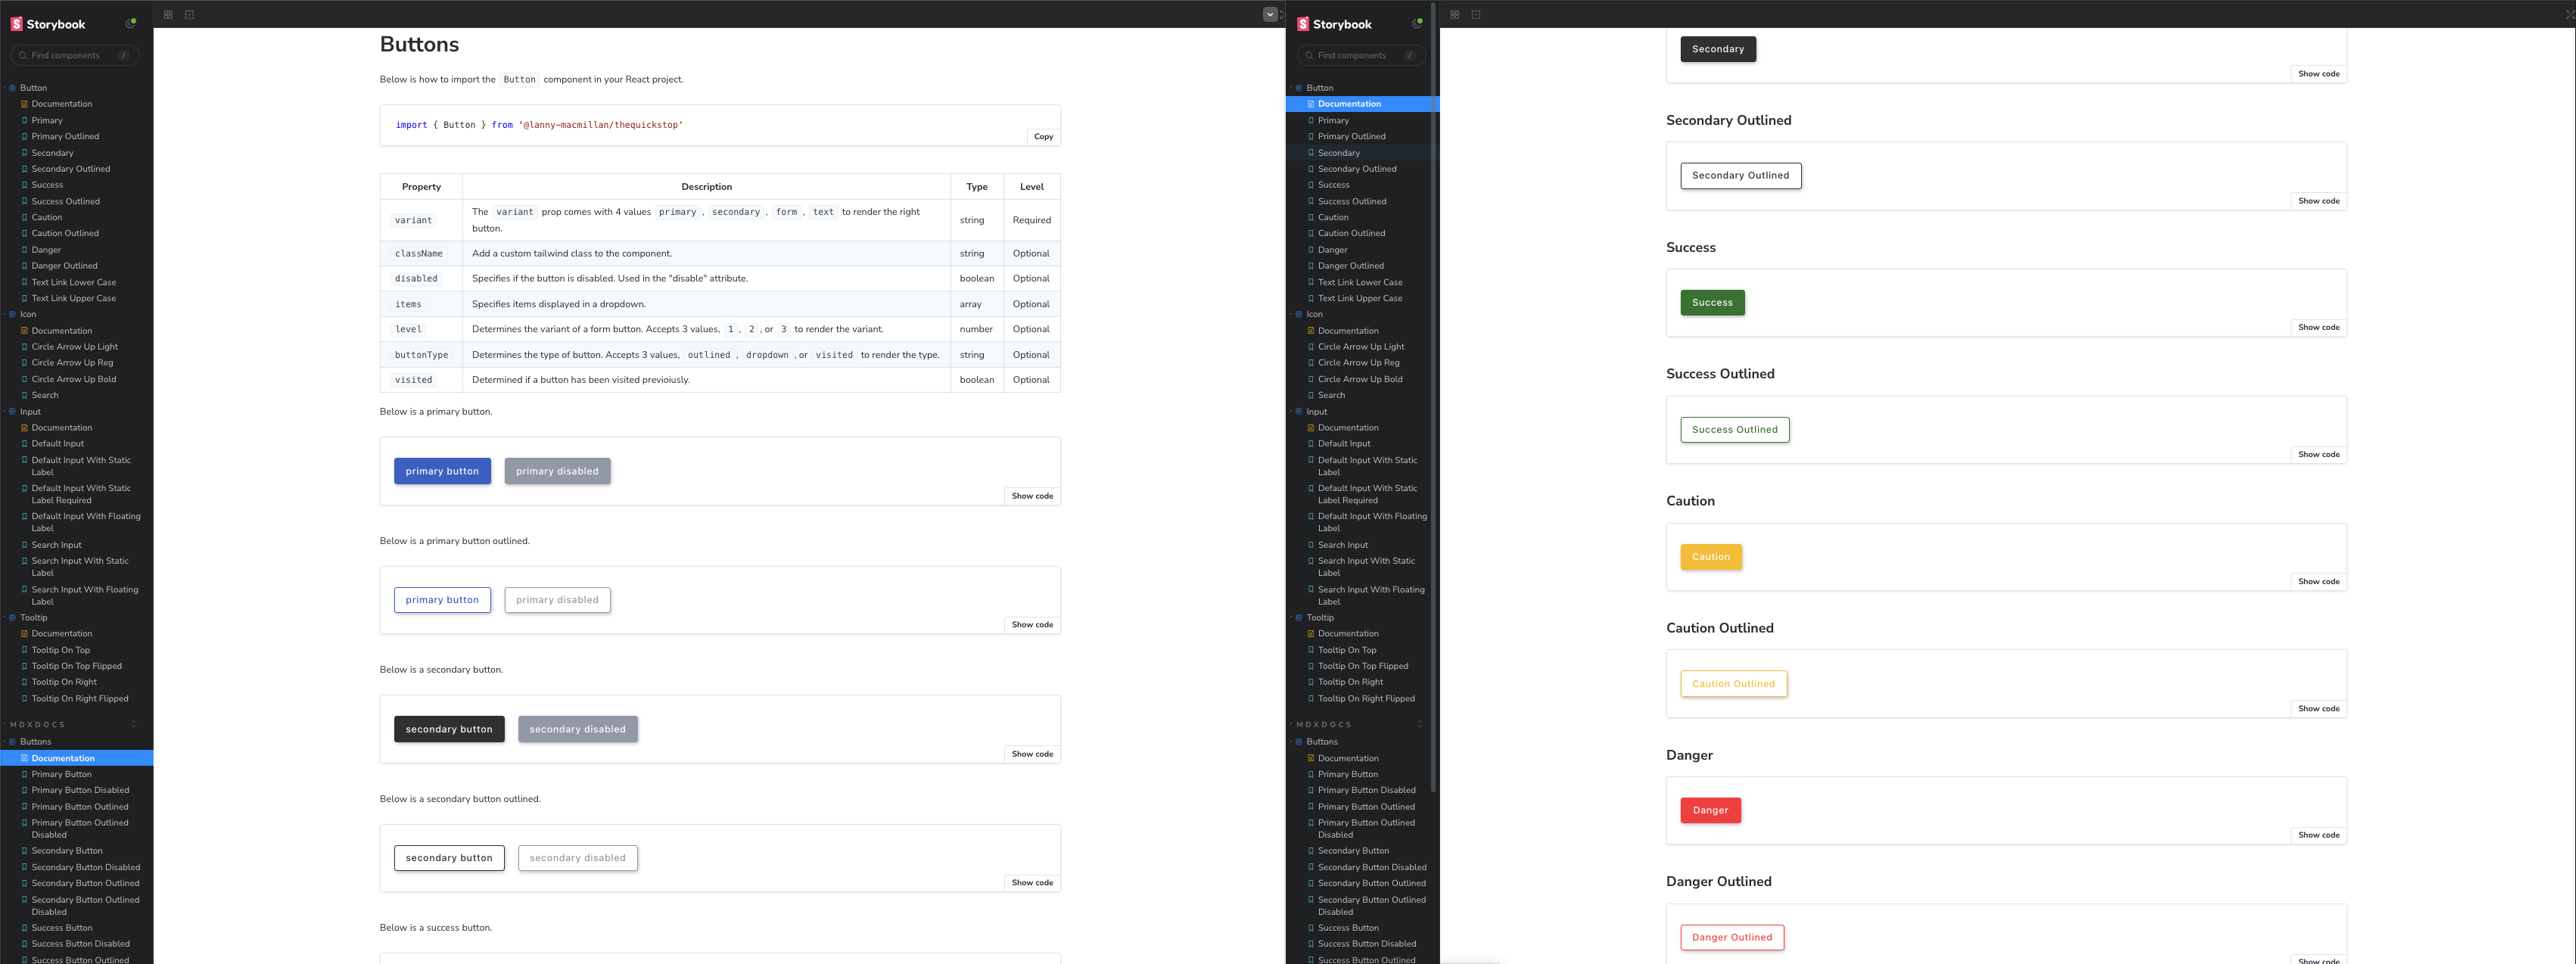 Storybook
Find components /
Button
Documentation
Primary
Primary Outlined
Secondary
Secondary Outlined
Success
Success Outlined
Caution
Caution Outlined
Danger
Danger Outlined
Text Link Lower Case
Text Link Upper Case
Icon
Documentation
Circle Arrow Up Light
Circle Arrow Up Reg
Circle Arrow Up Bold
Search
Input
Documentation
Default Input
Default Input With Static
Label
Default Input With Static
Label Required
Default Input With Floating
Label
Search Input
Search Input With Static
Label
Search Input With Floating
Label
Tooltip
Documentation
Tooltip On Top
Tooltip On Top Flipped
Tooltip On Right
Tooltip On Right Flipped
MDXDOCS
Buttons
Documentation
Primary Button
Primary Button Disabled
Primary Button Outlined
Primary Button Outlined
Disabled
Secondary Button
Secondary Button Disabled
Secondary Button Outlined
Secondary Button Outlined
Disabled
Success Button
Success Button Disabled
Success Button Outlined
Buttons
Below is how to import the Button component in your React project.
import { Button } from '@lanny-macmillan/thequickstop'
Copy
Property Description Type Level
variant The variant prop comes with 4 values primary , secondary , form , text to render the right
button. string Required
className Add a custom tailwind class to the component. string Optional
disabled Specifies if the button is disabled. Used in the "disable" attribute. boolean Optional
items Specifies items displayed in a dropdown. array Optional
level Determines the variant of a form button. Accepts 3 values, 1 , 2 , or 3 to render the variant. number Optional
buttonType Determines the type of button. Accepts 3 values, outlined , dropdown , or visited to render the type. string Optional
visited Determined if a button has been visited previoiusly. boolean Optional
Below is a primary button.
primary button primary disabled
Show code
Below is a primary button outlined.
primary button primary disabled
Show code
Below is a secondary button.
secondary button secondary disabled
Show code
Below is a secondary button outlined.
secondary button secondary disabled
Show code
Below is a success button.
Storybook
Find components /
Button
Documentation
Primary
Primary Outlined
Secondary
Secondary Outlined
Success
Success Outlined
Caution
Caution Outlined
Danger
Danger Outlined
Text Link Lower Case
Text Link Upper Case
Icon
Documentation
Circle Arrow Up Light
Circle Arrow Up Reg
Circle Arrow Up Bold
Search
Input
Documentation
Default Input
Default Input With Static
Label
Default Input With Static
Label Required
Default Input With Floating
Label
Search Input
Search Input With Static
Label
Search Input With Floating
Label
Tooltip
Documentation
Tooltip On Top
Tooltip On Top Flipped
Tooltip On Right
Tooltip On Right Flipped
MDXDOCS
Buttons
Documentation
Primary Button
Primary Button Disabled
Primary Button Outlined
Primary Button Outlined
Disabled
Secondary Button
Secondary Button Disabled
Secondary Button Outlined
Secondary Button Outlined
Disabled
Success Button
Success Button Disabled
Success Button Outlined
Secondary
Show code
Secondary Outlined
Secondary Outlined
Show code
Success
Success
Show code
Success Outlined
Success Outlined
Show code
Caution
Caution
Show code
Caution Outlined
Caution Outlined
Show code
Danger
Danger
Show code
Danger Outlined
Danger Outlined
Show code